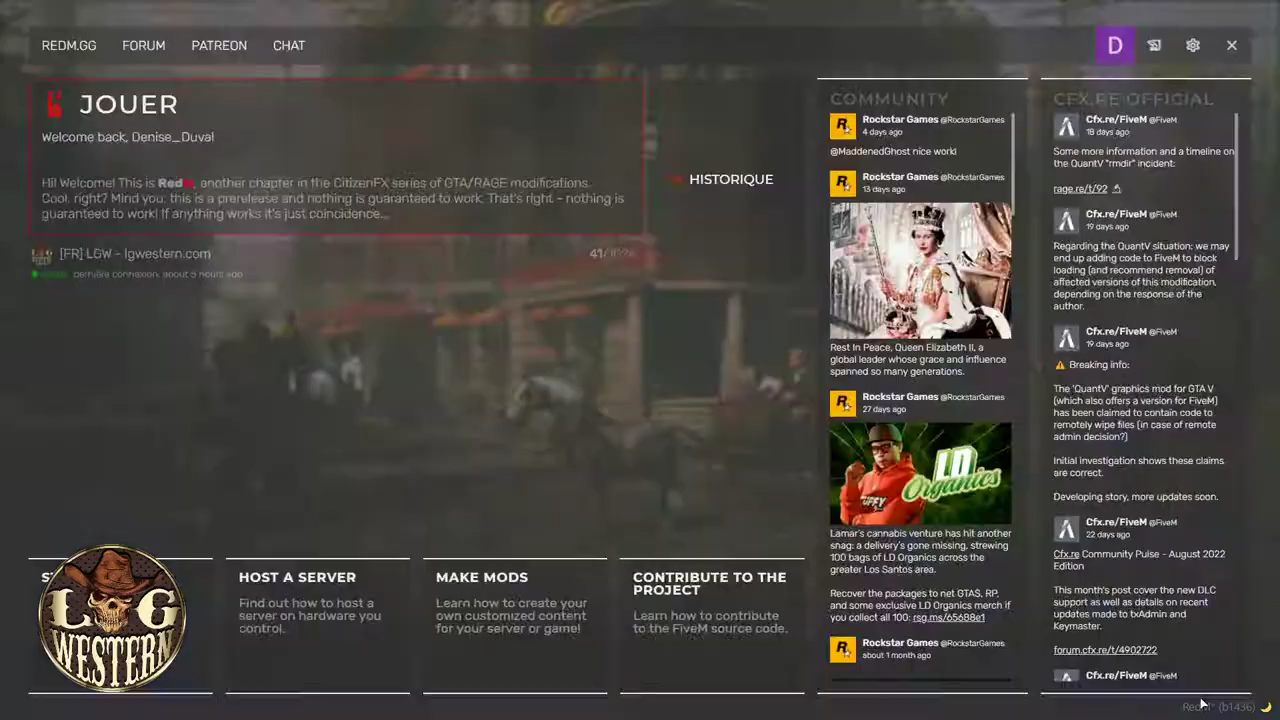 REDM.GG FORUM PATREON CHAT
D
JOUER
Welcome back, Denise_Duval
Hi! Welcome! This is RedM, another chapter in the CitizenFX series of GTA/RAGE modifications.
Cool, right? Mind you; this is a prerelease and nothing is guaranteed to work. That's right - nothing is
guaranteed to work! If anything works it's just coincidence...
HISTORIQUE
[FR] LGW - lgwestern.com
dernière connexion: about 5 hours ago
HOST A SERVER
Find out how to host a
server on hardware you
control.
MAKE MODS
Learn how to create your
own customized content
for your server or game!
CONTRIBUTE TO THE
PROJECT
Learn how to contribute
to the FiveM source code.
LG
WESTERN
COMMUNITY
Rockstar Games @RockstarGames
4 days ago
@MaddenedGhost nice work!
Rockstar Games @RockstarGames
13 days ago
Rest In Peace, Queen Elizabeth II, a
global leader whose grace and influence
spanned so many generations.
Rockstar Games @RockstarGames
27 days ago
LD
Organics
Lamar's cannabis venture has hit another
snag: a delivery's gone missing, strewing
100 bags of LD Organics across the
greater Los Santos area.
Recover the packages to net GTA$, RP,
and some exclusive LD Organics merch if
you collect all 100: rsg.ms/65688e1
Rockstar Games @RockstarGames
about 1 month ago
CFX.RE OFFICIAL
Cfx.re/FiveM @FiveM
18 days ago
Some more information and a timeline on
the QuantV "rmdir" incident:
rage.re/t/92
Cfx.re/FiveM @FiveM
19 days ago
Regarding the QuantV situation: we may
end up adding code to FiveM to block
loading (and recommend removal) of
affected versions of this modification,
depending on the response of the
author.
Cfx.re/FiveM @FiveM
19 days ago
⚠ Breaking info:
The 'QuantV' graphics mod for GTA V
(which also offers a version for FiveM)
has been claimed to contain code to
remotely wipe files (in case of remote
admin decision?)
Initial investigation shows these claims
are correct.
Developing story, more updates soon.
Cfx.re/FiveM @FiveM
22 days ago
Cfx.re Community Pulse - August 2022
Edition
This month's post covers the new DLC
support as well as details on recent
updates made to txAdmin and
Keymaster.
forum.cfx.re/t/4902722
Cfx.re/FiveM @FiveM
RedM* (b1436)